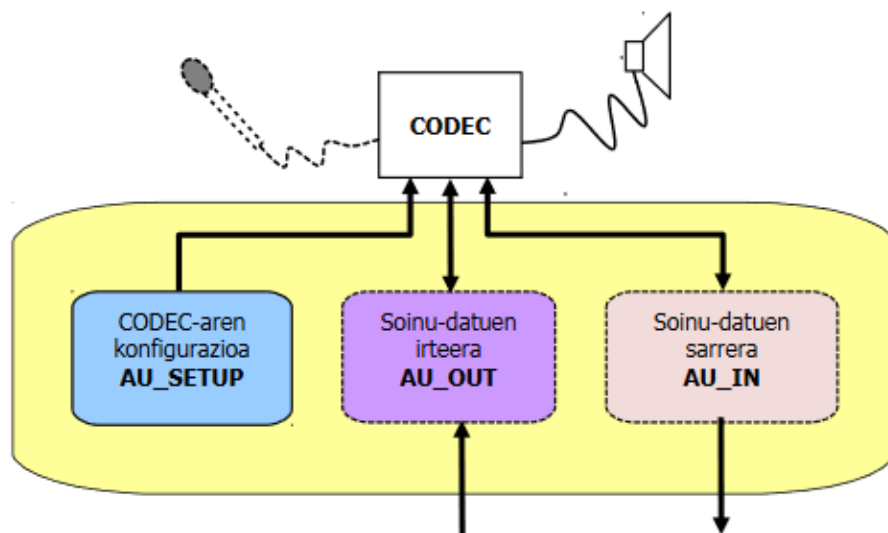 CODEC
CODEC-aren
konfigurazioa
AU_SETUP
Soinu-datuen
irteera
AU_OUT
Soinu-datuen
sarrera
AU_IN